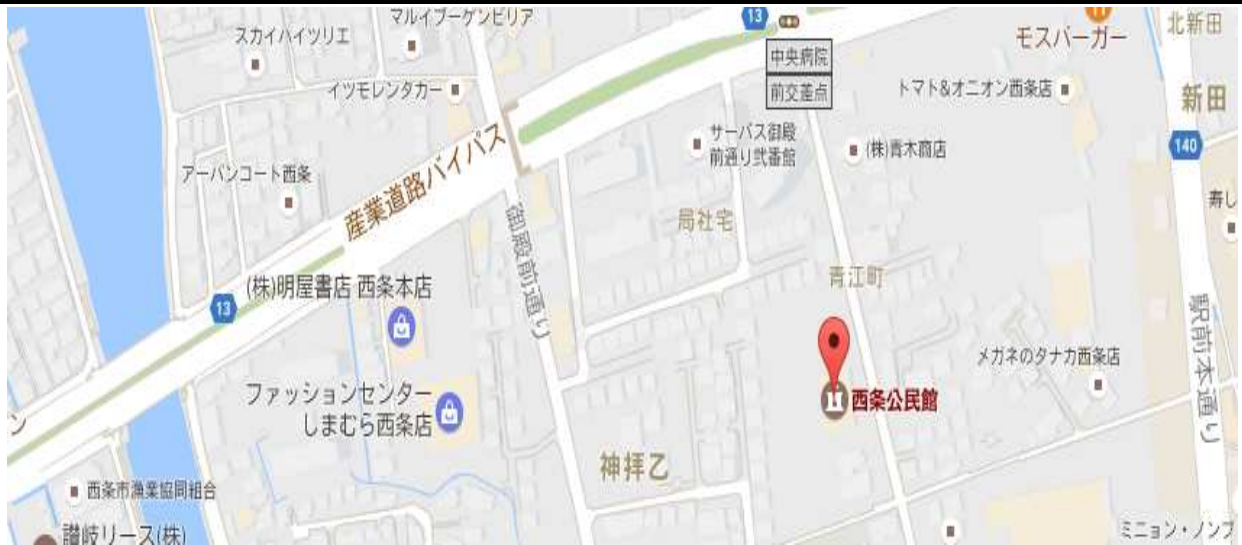 マルイブーゲンビリア
スカイハイツリエ
13
北新田
モスバーガー
中央病院
前交差点
イツモレンタカー
トマト&オニオン西条店
新田
サーパス御殿
前通り弐番館
(株)青木商店
140
産業道路バイパス
アーバンコート西条
寿し
局社宅
御殿前通り
青江町
(株)明屋書店 西条本店
13
駅前本通り
メガネのタナカ西条店
ファッションセンター
しまむら西条店
西条公民館
ン
神拝乙
西条市漁業協同組合
讃岐リース(株)
ミニヨン・ノンフ